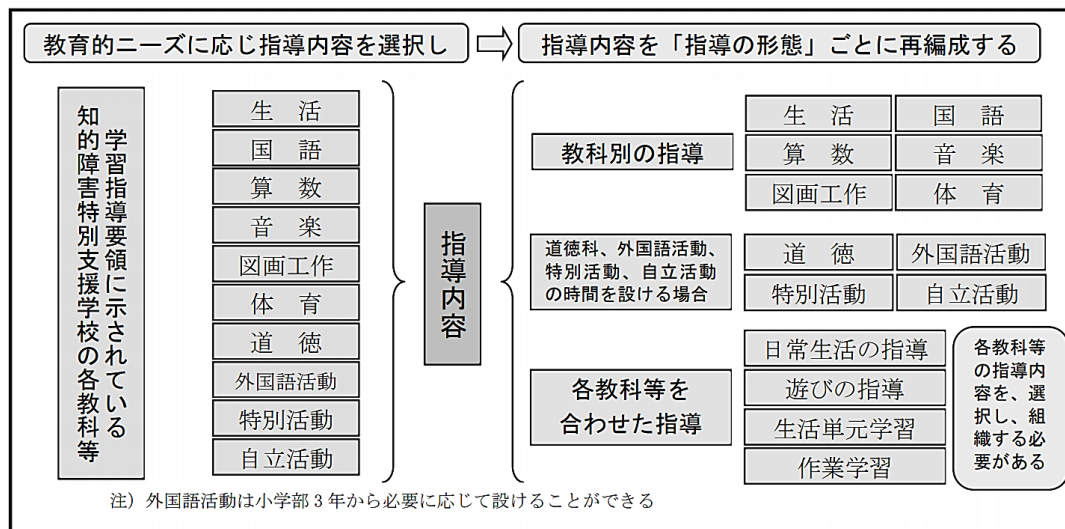 教育的ニーズに応じ指導内容を選択し
指導内容を「指導の形態」ごとに再編成する
学習指導要領に示されている
知的障害特別支援学校の各教科等
生 活
国 語
算 数
音 楽
図画工作
体 育
道 徳
外国語活動
特別活動
自立活動
指導内容
教科別の指導
生 活
国 語
算 数
音 楽
図画工作
体 育
道徳科、外国語活動、
特別活動、自立活動
の時間を設ける場合
道 徳
外国語活動
特別活動
自立活動
各教科等を
合わせた指導
日常生活の指導
遊びの指導
生活単元学習
作業学習
各教科等
の指導内
容を、選
択し、組
織する必
要がある
注）外国語活動は小学部３年から必要に応じて設けることができる